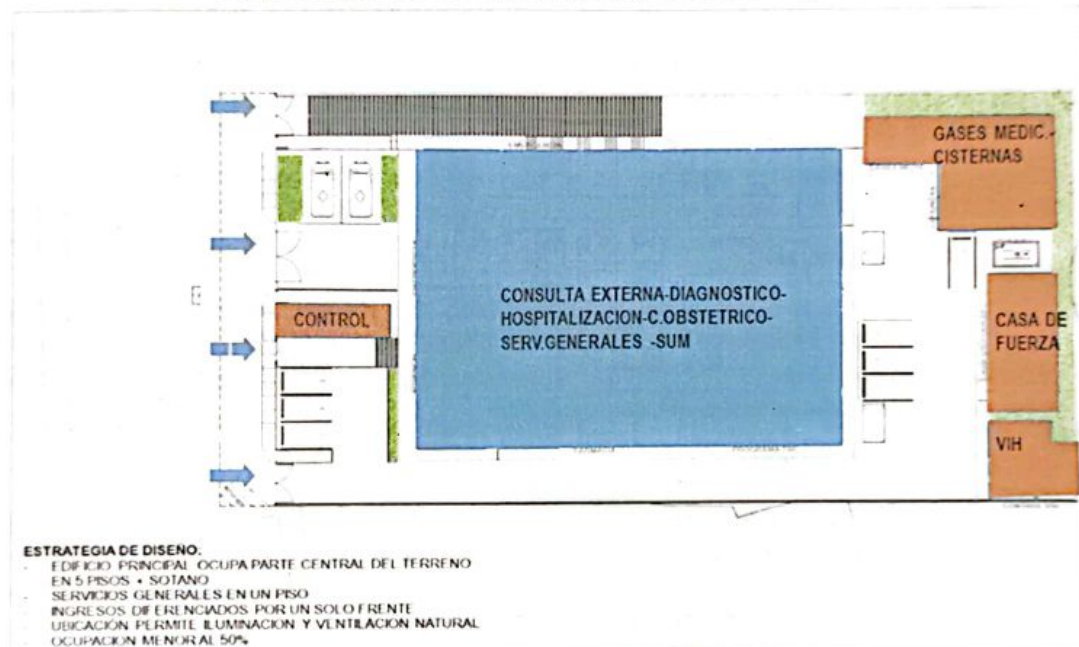 GASES MEDIC.-
CISTERNAS
CONSULTA EXTERNA-DIAGNOSTICO-
HOSPITALIZACION-C.OBSTETRICO-
SERV.GENERALES -SUM
CONTROL
CASA DE
FUERZA
VIH
ESTRATEGIA DE DISEÑO:
- EDIFICIO PRINCIPAL OCUPA PARTE CENTRAL DEL TERRENO
EN 5 PISOS + SOTANO
- SERVICIOS GENERALES EN UN PISO
- INGRESOS DIFERENCIADOS POR UN SOLO FRENTE
- UBICACIÓN PERMITE ILUMINACION Y VENTILACION NATURAL
- OCUPACION MENOR AL 50%